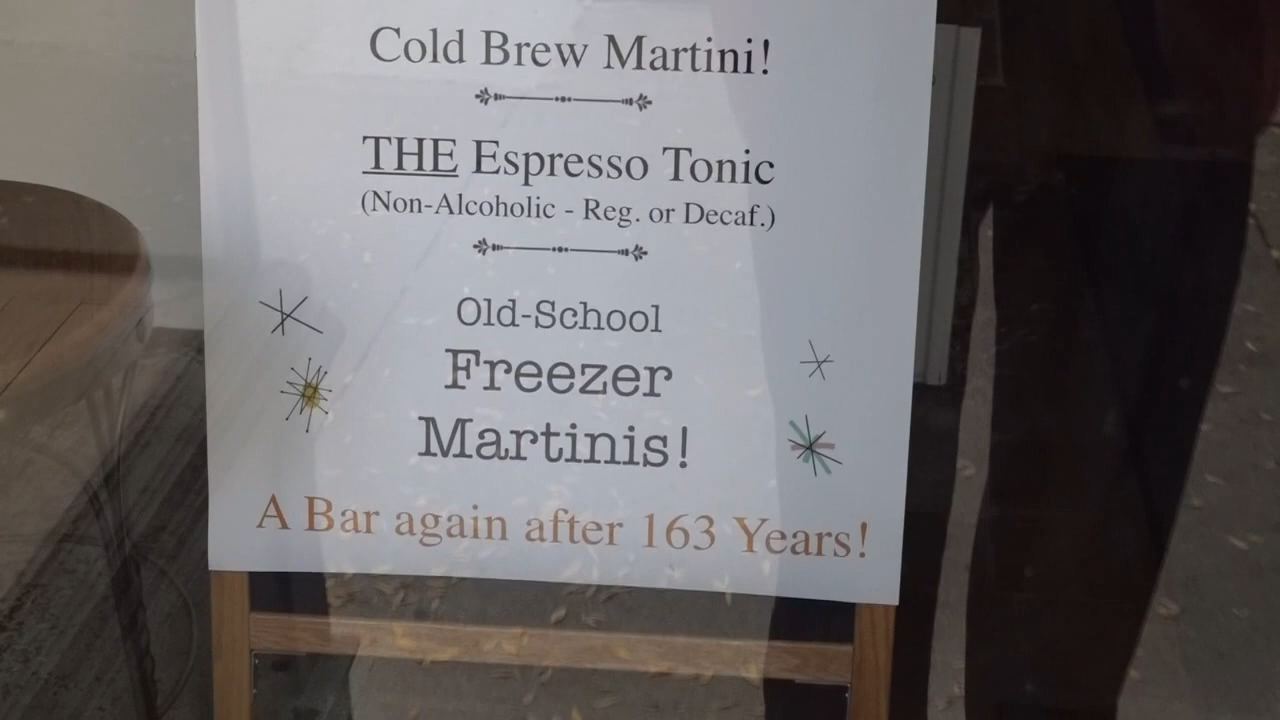 Cold Brew Martini!
THE Espresso Tonic
(Non-Alcoholic - Reg. or Decaf.)
Old-School
Freezer
Martinis!
A Bar again after 163 Years!